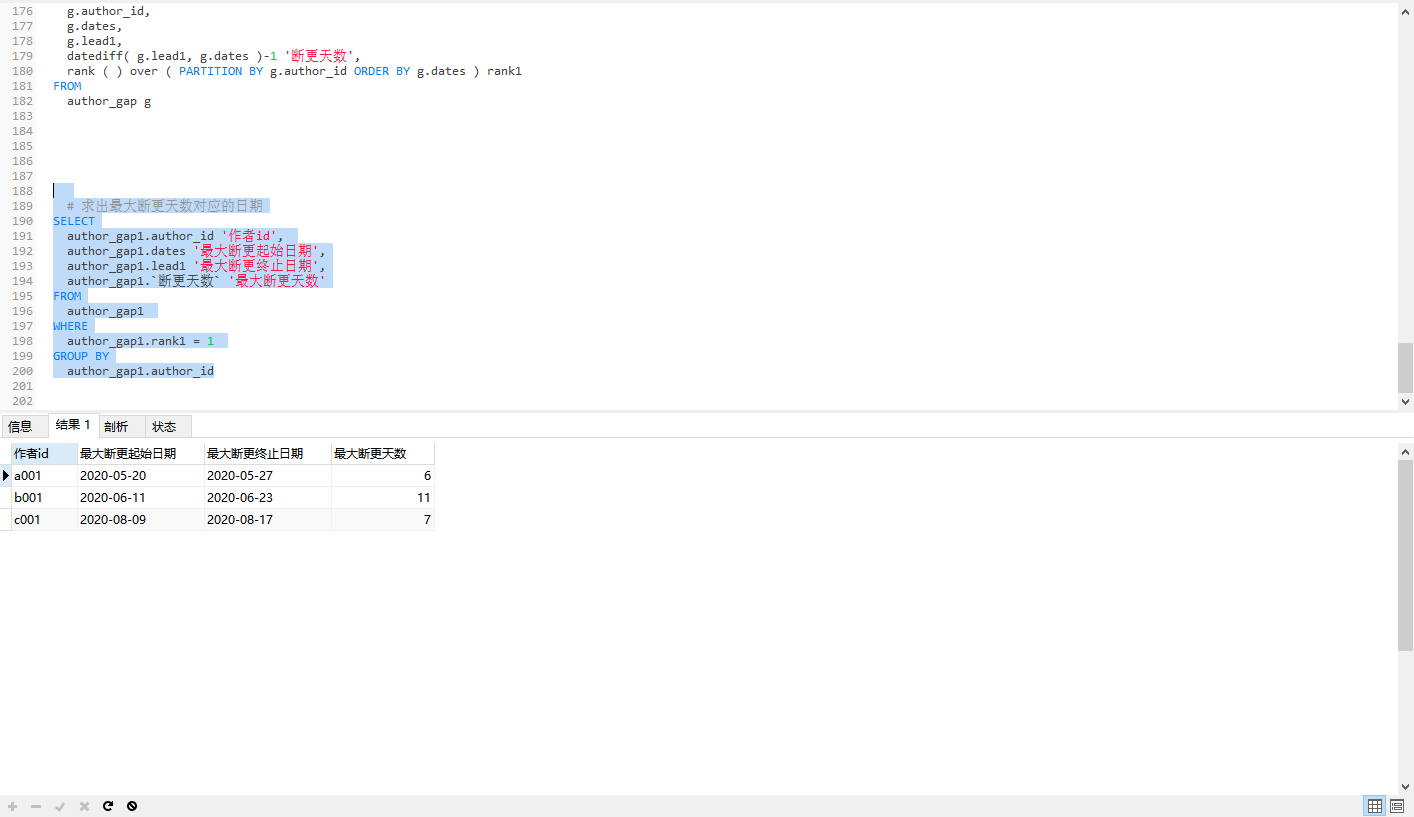 176 g.author_id,
177 g.dates,
178 g.lead1,
179 datediff( g.lead1, g.dates )-1 '断更天数',
180 rank ( ) over ( PARTITION BY g.author_id ORDER BY g.dates ) rank1
181 FROM
182 author_gap g
183
184
185
186
187
188
189 # 求出最大断更天数对应的日期
190 SELECT
191 author_gap1.author_id '作者id',
192 author_gap1.dates '最大断更起始日期',
193 author_gap1.lead1 '最大断更终止日期',
194 author_gap1.`断更天数` '最大断更天数'
195 FROM
196 author_gap1
197 WHERE
198 author_gap1.rank1 = 1
199 GROUP BY
200 author_gap1.author_id
201
202
信息 结果 1 剖析 状态
作者id 最大断更起始日期 最大断更终止日期 最大断更天数
a001 2020-05-20 2020-05-27 6
b001 2020-06-11 2020-06-23 11
c001 2020-08-09 2020-08-17 7